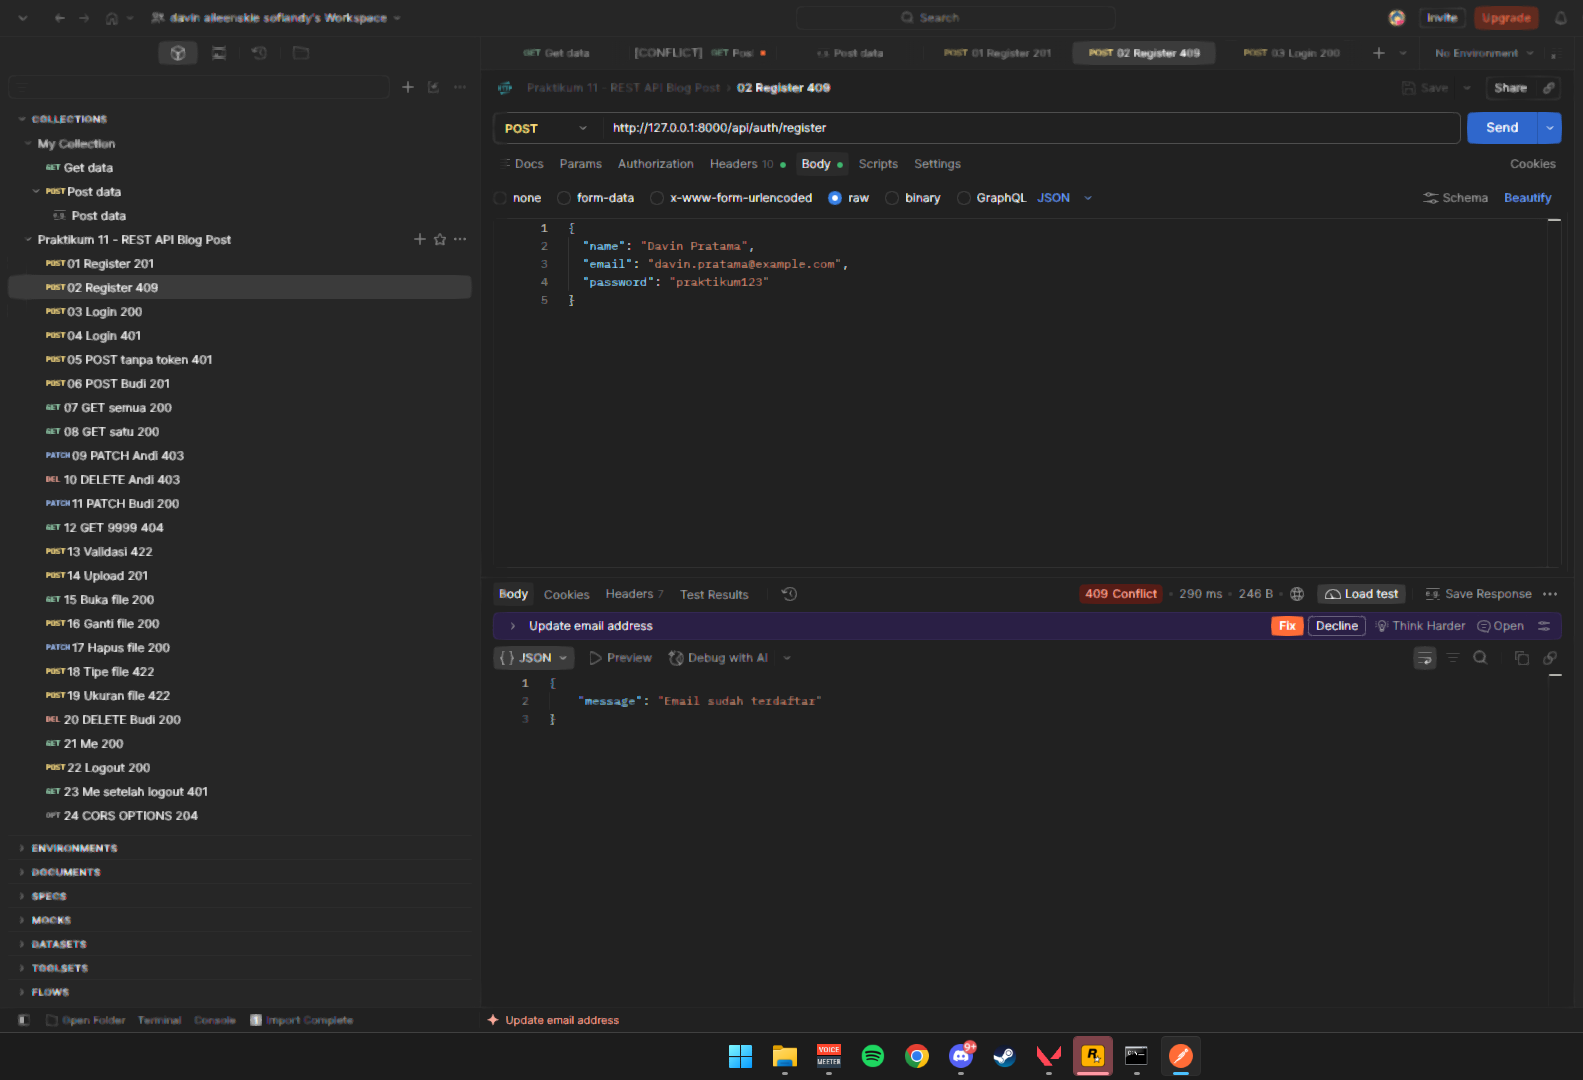 davin alleenskie sofiandy's Workspace
Search
Invite
Upgrade
GET Get data
[CONFLICT] GET Post
e.g. Post data
POST 01 Register 201
POST 02 Register 409
POST 03 Login 200
No Environment
Praktikum 11 - REST API Blog Post › 02 Register 409
Save
Share
COLLECTIONS
My Collection
GET Get data
POST Post data
e.g. Post data
Praktikum 11 - REST API Blog Post
POST 01 Register 201
POST 02 Register 409
POST 03 Login 200
POST 04 Login 401
POST 05 POST tanpa token 401
POST 06 POST Budi 201
GET 07 GET semua 200
GET 08 GET satu 200
PATCH 09 PATCH Andi 403
DEL 10 DELETE Andi 403
PATCH 11 PATCH Budi 200
GET 12 GET 9999 404
POST 13 Validasi 422
POST 14 Upload 201
GET 15 Buka file 200
POST 16 Ganti file 200
PATCH 17 Hapus file 200
POST 18 Tipe file 422
POST 19 Ukuran file 422
DEL 20 DELETE Budi 200
GET 21 Me 200
POST 22 Logout 200
GET 23 Me setelah logout 401
OPT 24 CORS OPTIONS 204
ENVIRONMENTS
DOCUMENTS
SPECS
MOCKS
DATASETS
TOOLSETS
FLOWS
POST http://127.0.0.1:8000/api/auth/register
Send
Docs Params Authorization Headers 10 Body Scripts Settings
Cookies
none form-data x-www-form-urlencoded raw binary GraphQL JSON
Schema Beautify
1 {
2 "name": "Davin Pratama",
3 "email": "davin.pratama@example.com",
4 "password": "praktikum123"
5 }
Body Cookies Headers 7 Test Results
409 Conflict • 290 ms • 246 B
Load test
e.g. Save Response
Update email address
Fix Decline Think Harder Open
{ } JSON Preview Debug with AI
1 {
2 "message": "Email sudah terdaftar"
3 }
Open Folder Terminal Console 1 Import Complete
Update email address
VOICE
MEETER
9+
R